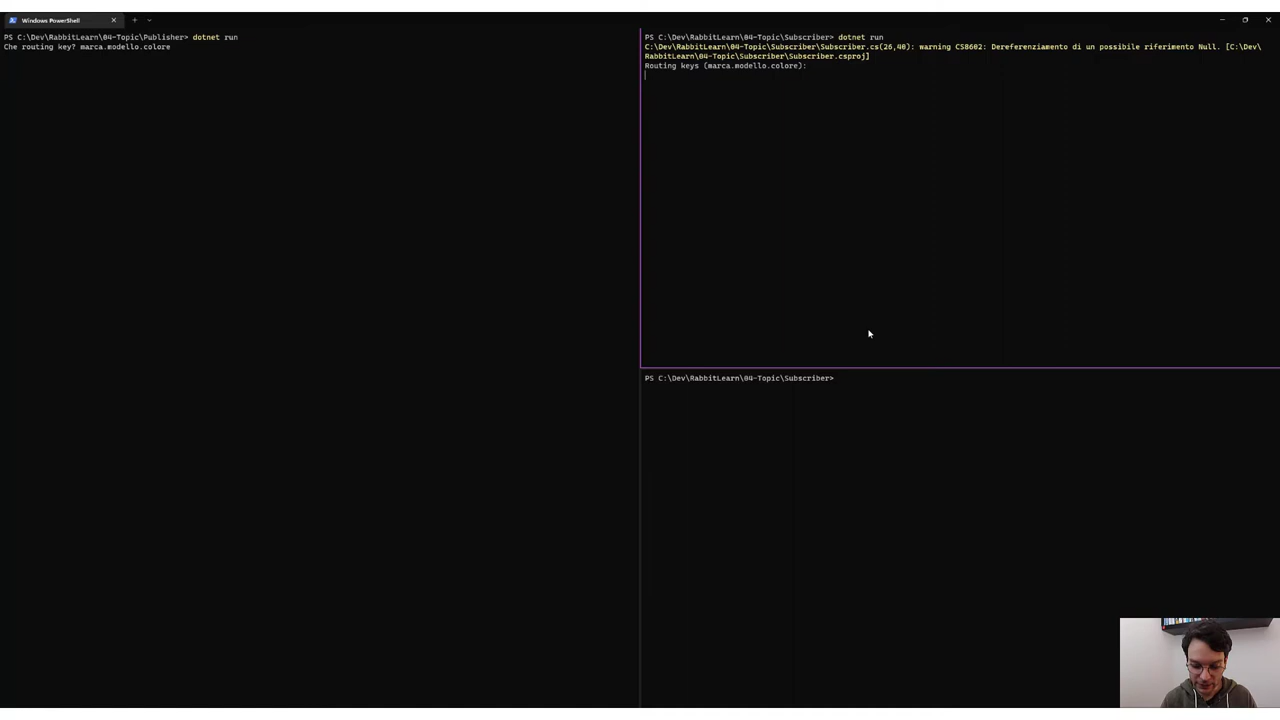 Windows PowerShell
PS C:\Dev\RabbitLearn\04-Topic\Publisher> dotnet run
Che routing key? marca.modello.colore
PS C:\Dev\RabbitLearn\04-Topic\Subscriber> dotnet run
C:\Dev\RabbitLearn\04-Topic\Subscriber\Subscriber.cs(26,40): warning CS8602: Dereferenziamento di un possibile riferimento Null. [C:\Dev\
RabbitLearn\04-Topic\Subscriber\Subscriber.csproj]
Routing keys (marca.modello.colore):
PS C:\Dev\RabbitLearn\04-Topic\Subscriber>